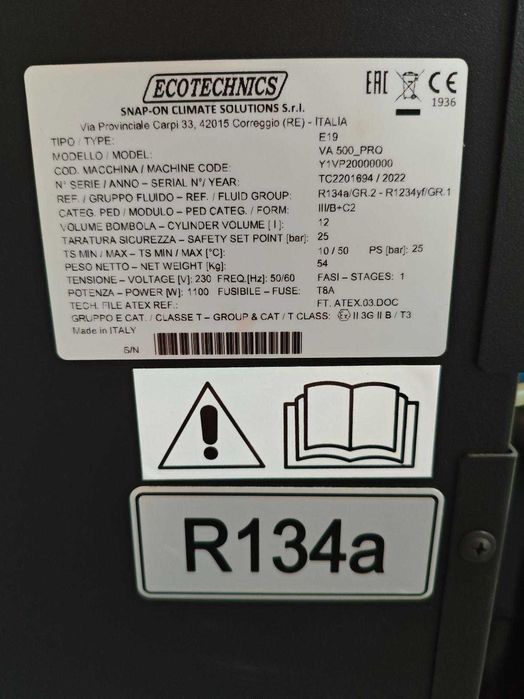 ECOTECHNICS
SNAP-ON CLIMATE SOLUTIONS S.r.l.
EAC CE
1936
Via Provinciale Carpi 33, 42015 Correggio (RE) - ITALIA
TIPO / TYPE: E19
MODELLO / MODEL: VA 500_PRO
COD. MACCHINA / MACHINE CODE: Y1VP20000000
N° SERIE / ANNO – SERIAL N°/ YEAR: TC2201694 / 2022
REF. / GRUPPO FLUIDO – REF. / FLUID GROUP: R134a/GR.2 - R1234yf/GR.1
CATEG. PED / MODULO – PED CATEG. / FORM: III/B+C2
VOLUME BOMBOLA – CYLINDER VOLUME [ l ]: 12
TARATURA SICUREZZA – SAFETY SET POINT [bar]: 25
TS MIN / MAX – TS MIN / MAX [°C]: 10 / 50 PS [bar]: 25
PESO NETTO – NET WEIGHT [Kg]: 54
TENSIONE – VOLTAGE [V]: 230 FREQ.[Hz]: 50/60 FASI - STAGES: 1
POTENZA – POWER [W]: 1100 FUSIBILE – FUSE: T8A
TECH. FILE ATEX REF.: FT. ATEX.03.DOC
GRUPPO E CAT. / CLASSE T – GROUP & CAT / T CLASS: Ex II 3G II B / T3
Made in ITALY
S/N
R134a